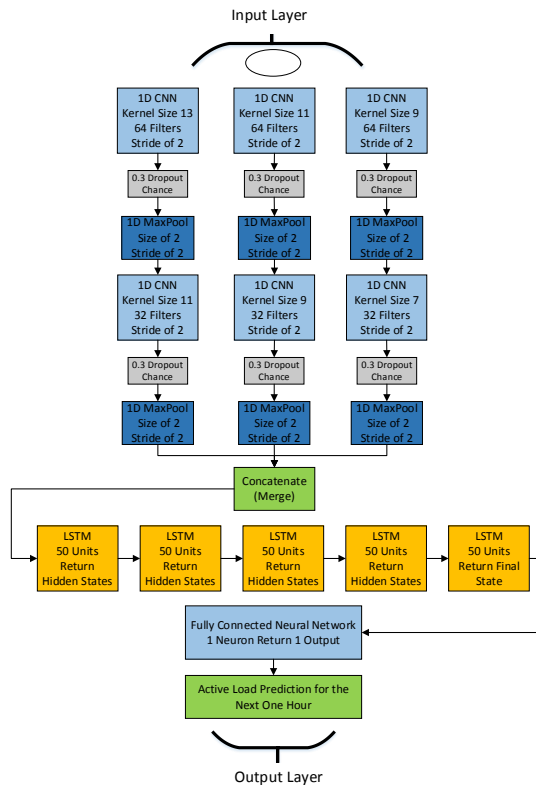 Input Layer
1D CNN
Kernel Size 13
64 Filters
Stride of 2
1D CNN
Kernel Size 11
64 Filters
Stride of 2
1D CNN
Kernel Size 9
64 Filters
Stride of 2
0.3 Dropout
Chance
0.3 Dropout
Chance
0.3 Dropout
Chance
1D MaxPool
Size of 2
Stride of 2
1D MaxPool
Size of 2
Stride of 2
1D MaxPool
Size of 2
Stride of 2
1D CNN
Kernel Size 11
32 Filters
Stride of 2
1D CNN
Kernel Size 9
32 Filters
Stride of 2
1D CNN
Kernel Size 7
32 Filters
Stride of 2
0.3 Dropout
Chance
0.3 Dropout
Chance
0.3 Dropout
Chance
1D MaxPool
Size of 2
Stride of 2
1D MaxPool
Size of 2
Stride of 2
1D MaxPool
Size of 2
Stride of 2
Concatenate
(Merge)
LSTM
50 Units
Return
Hidden States
LSTM
50 Units
Return
Hidden States
LSTM
50 Units
Return
Hidden States
LSTM
50 Units
Return
Hidden States
LSTM
50 Units
Return Final
State
Fully Connected Neural Network
1 Neuron Return 1 Output
Active Load Prediction for the
Next One Hour
Output Layer